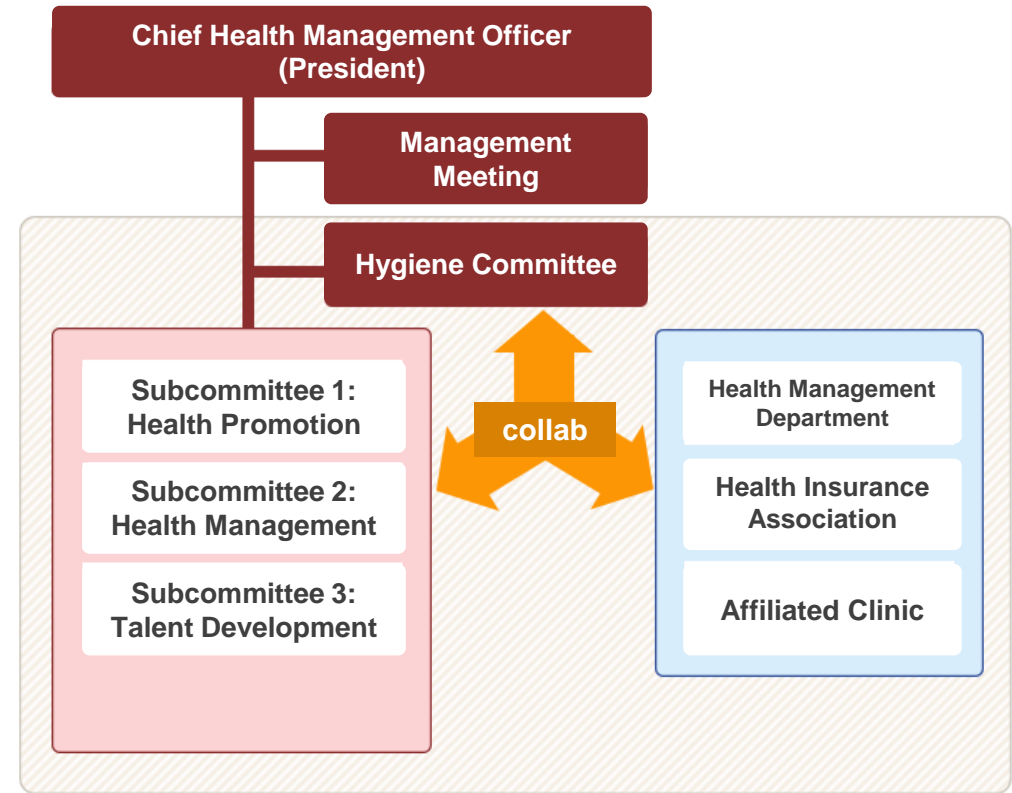 Chief Health Management Officer
(President)
Management
Meeting
Hygiene Committee
Subcommittee 1:
Health Promotion
Subcommittee 2:
Health Management
Subcommittee 3:
Talent Development
collab
Health Management
Department
Health Insurance
Association
Affiliated Clinic